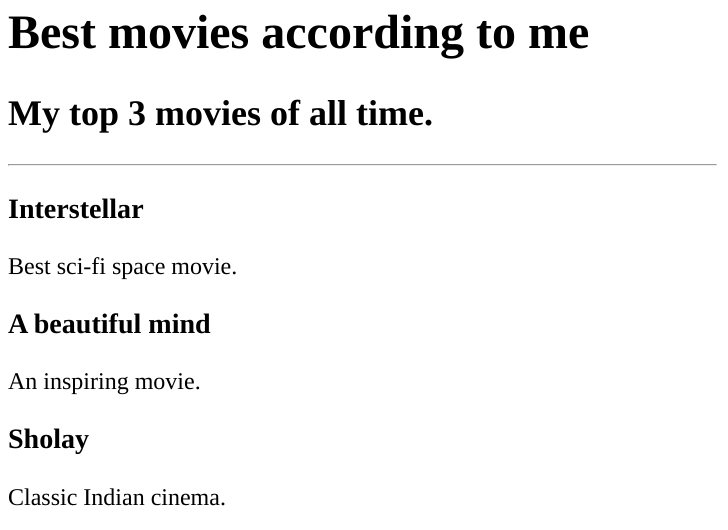 Best movies according to me
My top 3 movies of all time.
Interstellar
Best sci-fi space movie.
A beautiful mind
An inspiring movie.
Sholay
Classic Indian cinema.